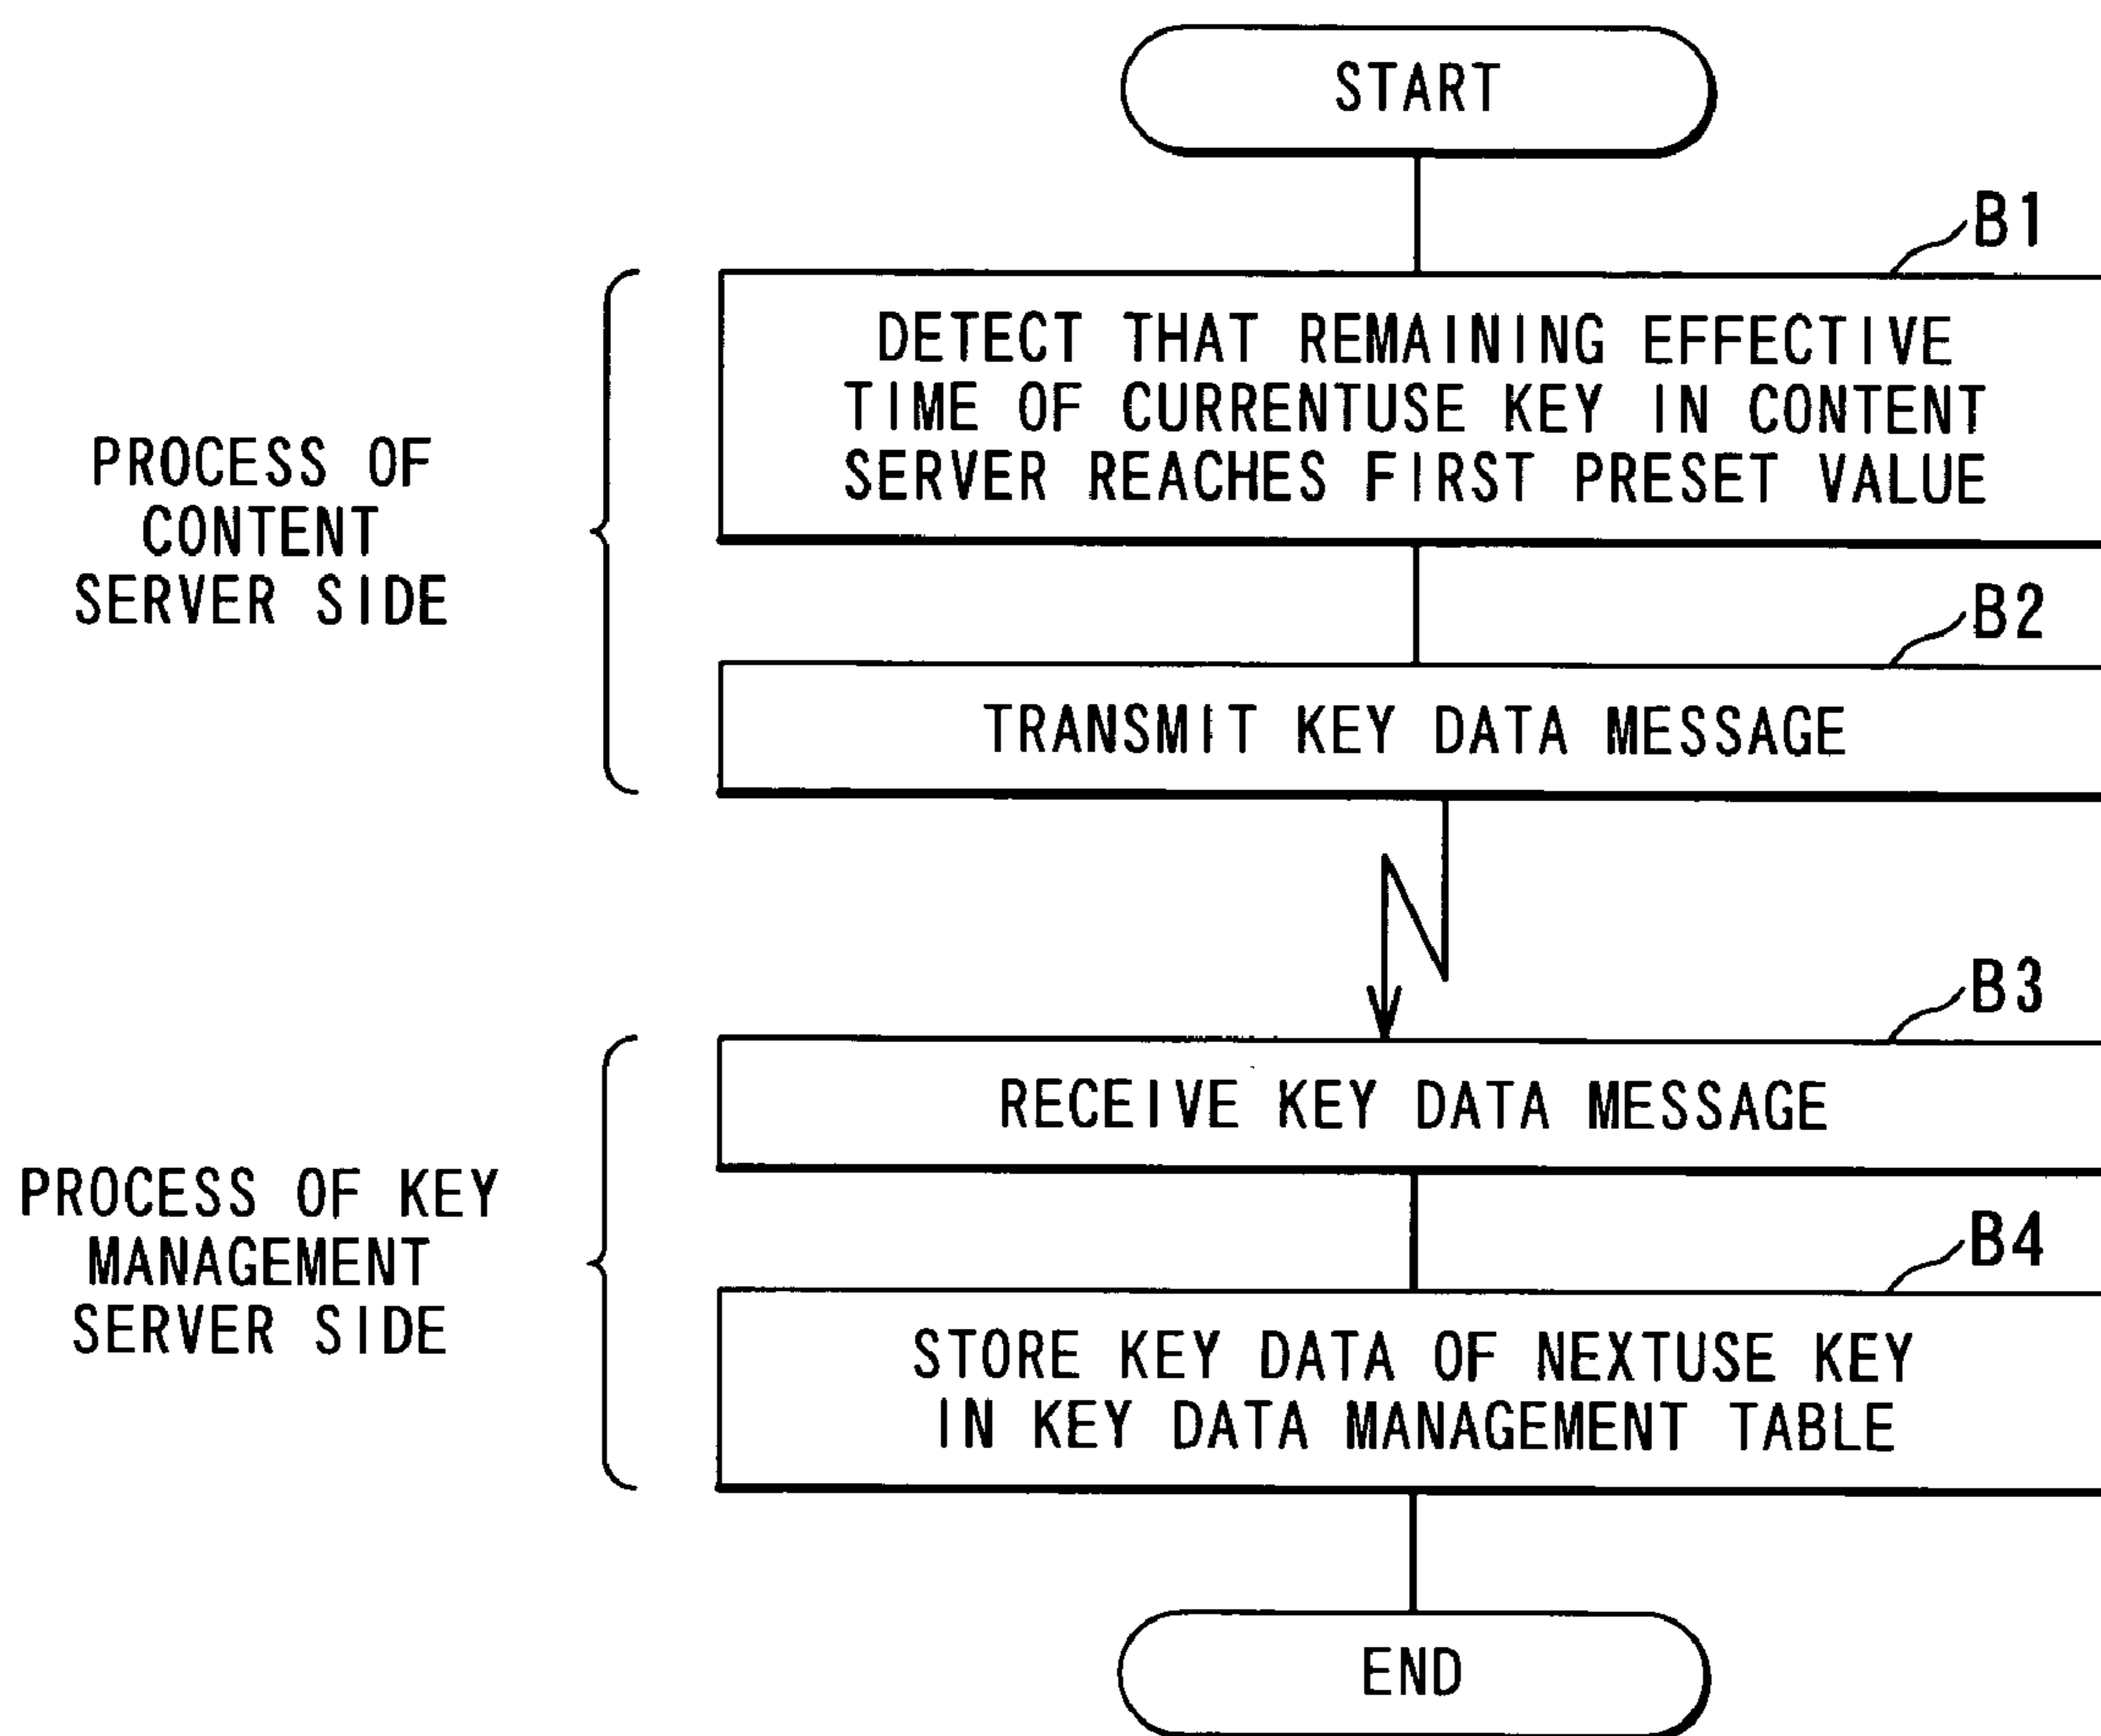 START
B1
DETECT THAT REMAINING EFFECTIVE
TIME OF CURRENTUSE KEY IN CONTENT
SERVER REACHES FIRST PRESET VALUE
PROCESS OF
CONTENT
SERVER SIDE
B2
TRANSMIT KEY DATA MESSAGE
B3
RECEIVE KEY DATA MESSAGE
PROCESS OF KEY
MANAGEMENT
SERVER SIDE
B4
STORE KEY DATA OF NEXTUSE KEY
IN KEY DATA MANAGEMENT TABLE
END